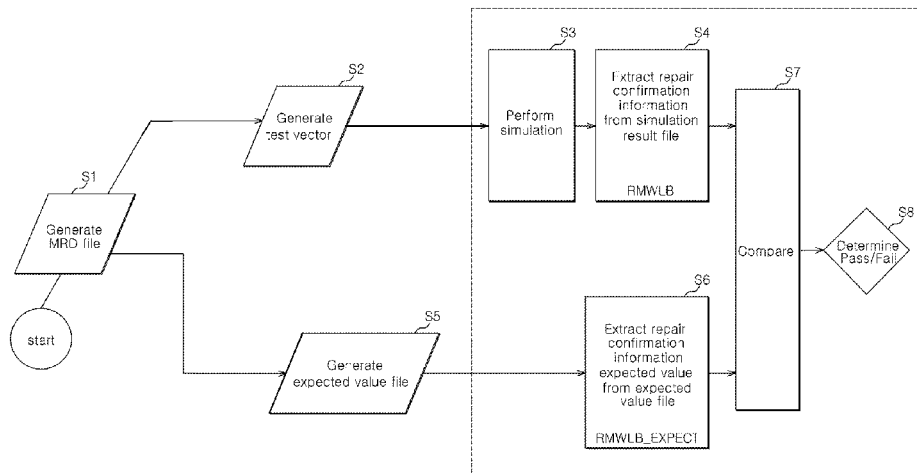 S1
Generate
MRD file
start
S2
Generate
test vector
S3
Perform
simulation
S4
Extract repair
confirmation
information
from simulation
result file
RMWLB
S5
Generate
expected value file
S6
Extract repair
confirmation
information
expected value
from expected
value file
RMWLB_EXPECT
S7
Compare
S8
Determine
Pass/Fail